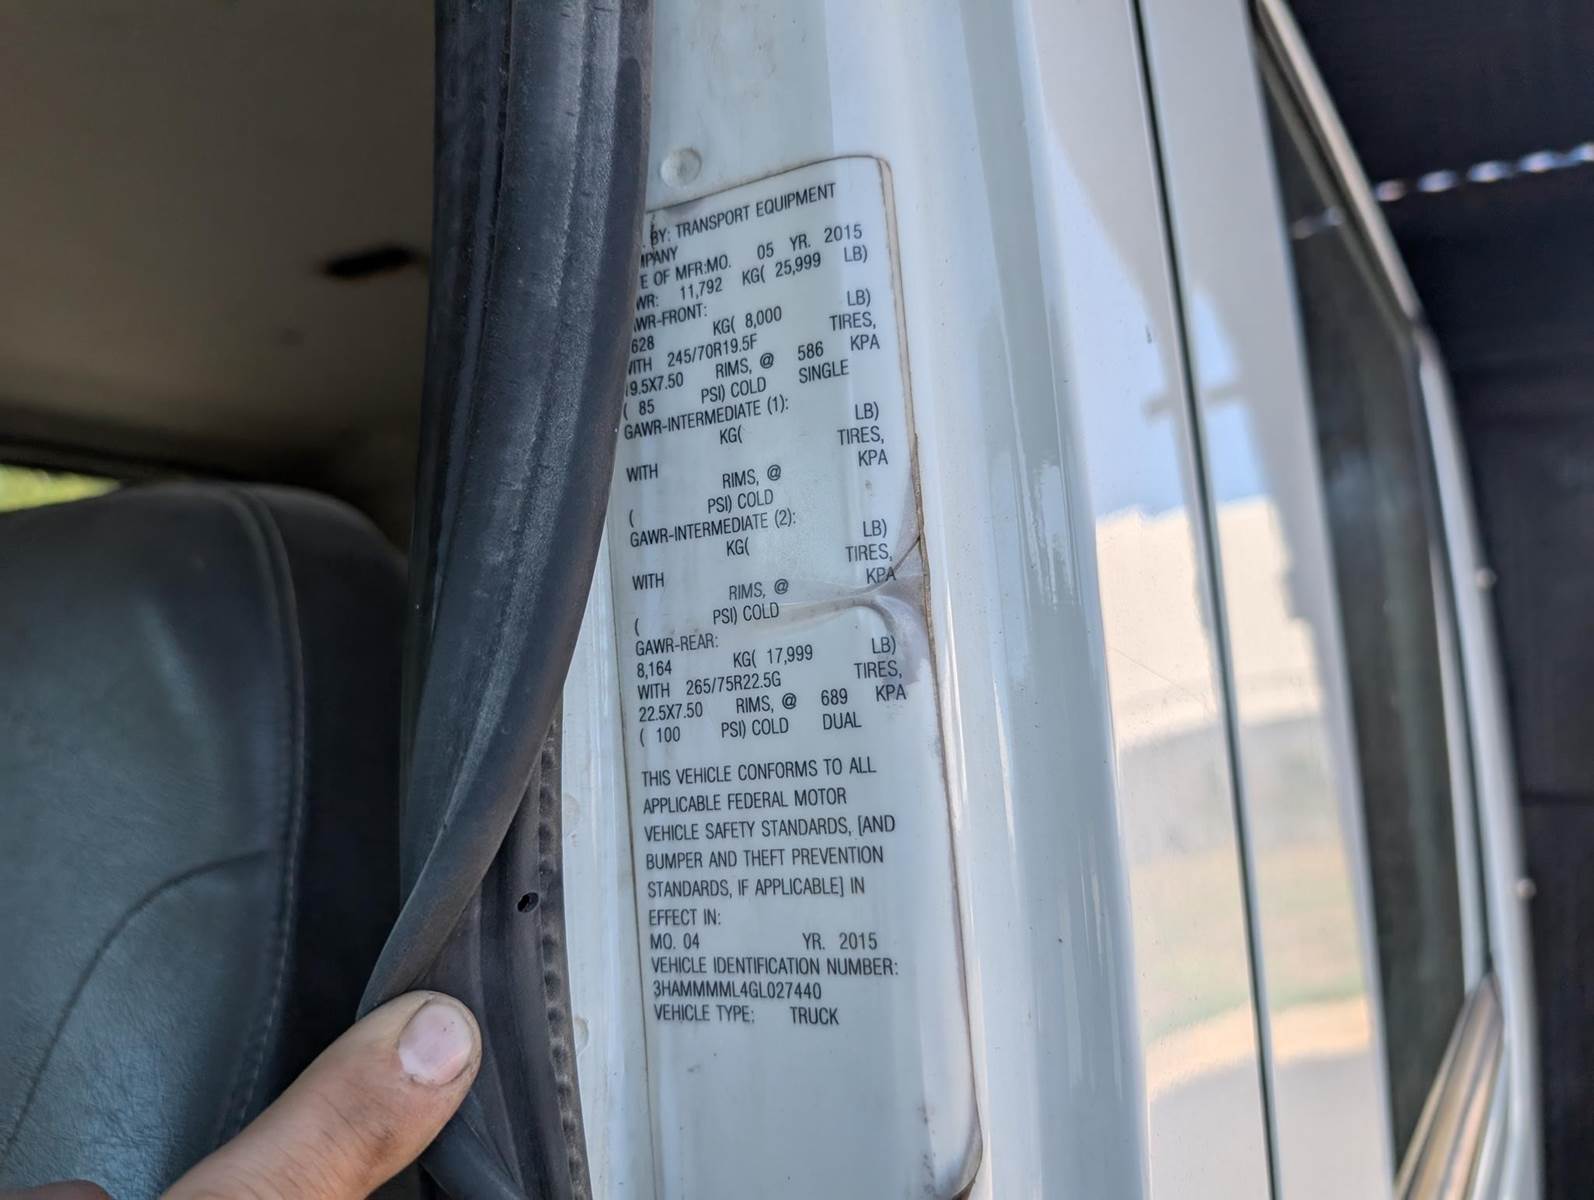 BY: TRANSPORT EQUIPMENT
MPANY
E OF MFR:MO. 05 YR. 2015
WR: 11,792 KG( 25,999 LB)
WR-FRONT:
628 KG( 8,000 LB)
ITH 245/70R19.5F TIRES,
9.5X7.50 RIMS, @ 586 KPA
( 85 PSI) COLD SINGLE
GAWR-INTERMEDIATE (1):
KG( LB)
WITH TIRES,
RIMS, @ KPA
( PSI) COLD
GAWR-INTERMEDIATE (2):
KG( LB)
WITH TIRES,
RIMS, @ KPA
( PSI) COLD
GAWR-REAR:
8,164 KG( 17,999 LB)
WITH 265/75R22.5G TIRES,
22.5X7.50 RIMS, @ 689 KPA
( 100 PSI) COLD DUAL
THIS VEHICLE CONFORMS TO ALL
APPLICABLE FEDERAL MOTOR
VEHICLE SAFETY STANDARDS, [AND
BUMPER AND THEFT PREVENTION
STANDARDS, IF APPLICABLE] IN
EFFECT IN:
MO. 04 YR. 2015
VEHICLE IDENTIFICATION NUMBER:
3HAMMMML4GL027440
VEHICLE TYPE: TRUCK